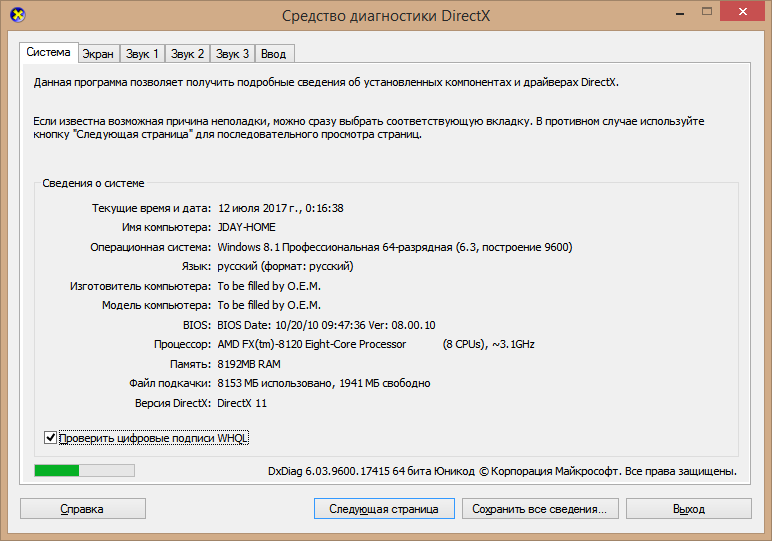 Средство диагностики DirectX
Система Экран Звук 1 Звук 2 Звук 3 Ввод
Данная программа позволяет получить подробные сведения об установленных компонентах и драйверах DirectX.
Если известна возможная причина неполадки, можно сразу выбрать соответствующую вкладку. В противном случае используйте
кнопку "Следующая страница" для последовательного просмотра страниц.
Сведения о системе
Текущие время и дата: 12 июля 2017 г., 0:16:38
Имя компьютера: JDAY-HOME
Операционная система: Windows 8.1 Профессиональная 64-разрядная (6.3, построение 9600)
Язык: русский (формат: русский)
Изготовитель компьютера: To be filled by O.E.M.
Модель компьютера: To be filled by O.E.M.
BIOS: BIOS Date: 10/20/10 09:47:36 Ver: 08.00.10
Процессор: AMD FX(tm)-8120 Eight-Core Processor (8 CPUs), ~3.1GHz
Память: 8192MB RAM
Файл подкачки: 8153 МБ использовано, 1941 МБ свободно
Версия DirectX: DirectX 11
Проверить цифровые подписи WHQL
DxDiag 6.03.9600.17415 64 бита Юникод © Корпорация Майкрософт. Все права защищены.
Справка Следующая страница Сохранить все сведения... Выход